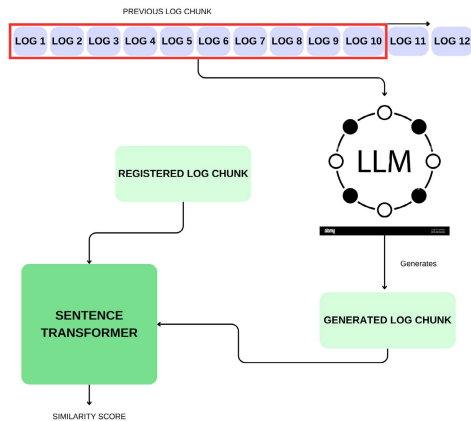 PREVIOUS LOG CHUNK
LOG 1 LOG 2 LOG 3 LOG 4 LOG 5 LOG 6 LOG 7 LOG 8 LOG 9 LOG 10 LOG 11 LOG 12
LLM
REGISTERED LOG CHUNK
alamy
Generates
SENTENCE
TRANSFORMER
GENERATED LOG CHUNK
SIMILARITY SCORE